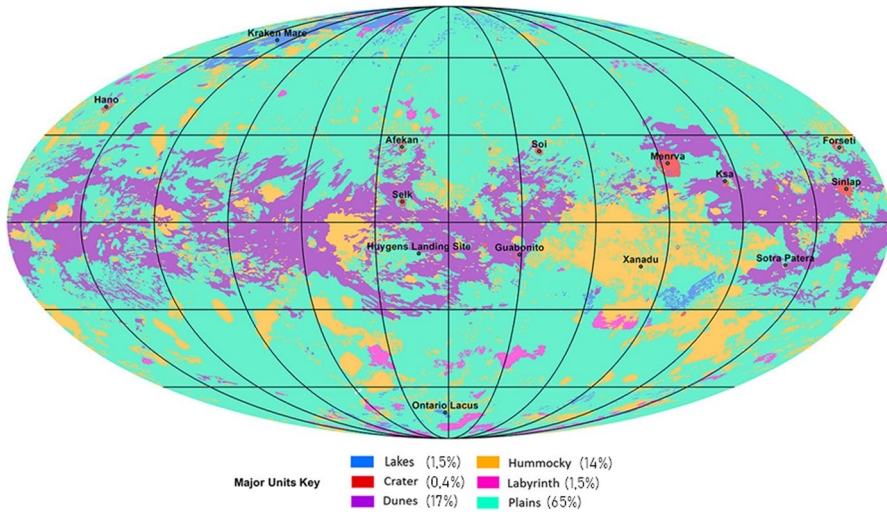 Kraken Mare
Hano
Afekan
Soi
Forseti
Menrva
Ksa
Sinlap
Selk
Huygens Landing Site
Guabonito
Xanadu
Sotra Patera
Ontario Lacus
Major Units Key
Lakes (1,5%)
Crater (0,4%)
Dunes (17%)
Hummocky (14%)
Labyrinth (1,5%)
Plains (65%)